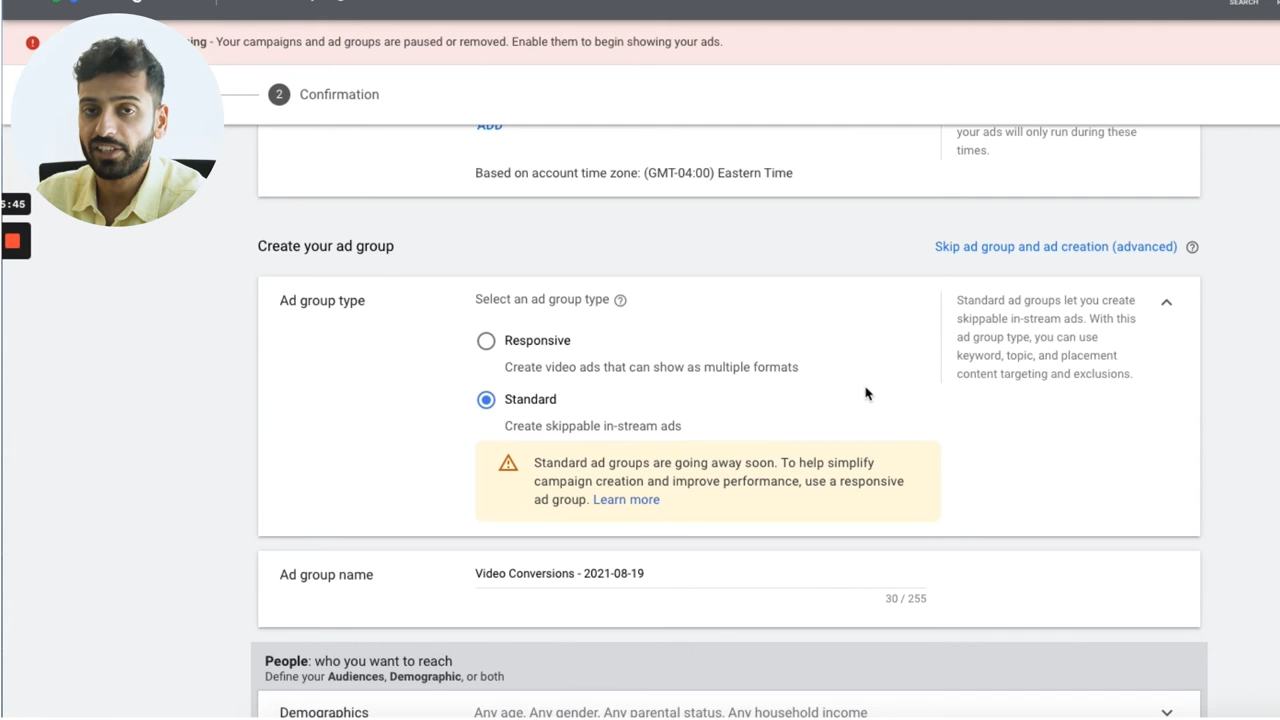 SEARCH
ing - Your campaigns and ad groups are paused or removed. Enable them to begin showing your ads.
2 Confirmation
5:45
ADD
your ads will only run during these
times.
Based on account time zone: (GMT-04:00) Eastern Time
Create your ad group
Skip ad group and ad creation (advanced)
Ad group type
Select an ad group type
Responsive
Create video ads that can show as multiple formats
Standard
Create skippable in-stream ads
Standard ad groups are going away soon. To help simplify
campaign creation and improve performance, use a responsive
ad group. Learn more
Standard ad groups let you create
skippable in-stream ads. With this
ad group type, you can use
keyword, topic, and placement
content targeting and exclusions.
Ad group name
Video Conversions - 2021-08-19
30 / 255
People: who you want to reach
Define your Audiences, Demographic, or both
Demographics
Any age, Any gender, Any parental status, Any household income